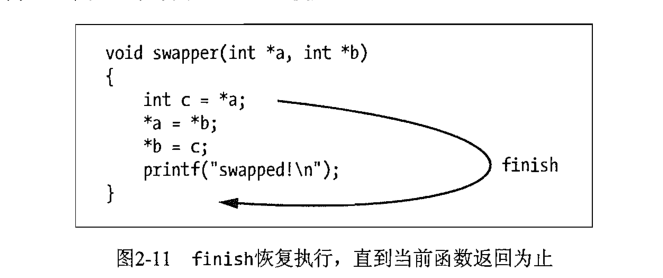 void swapper(int *a, int *b)
{
int c = *a;
*a = *b;
*b = c;
printf("swapped!\n");
}
finish
图2-11 finish恢复执行，直到当前函数返回为止